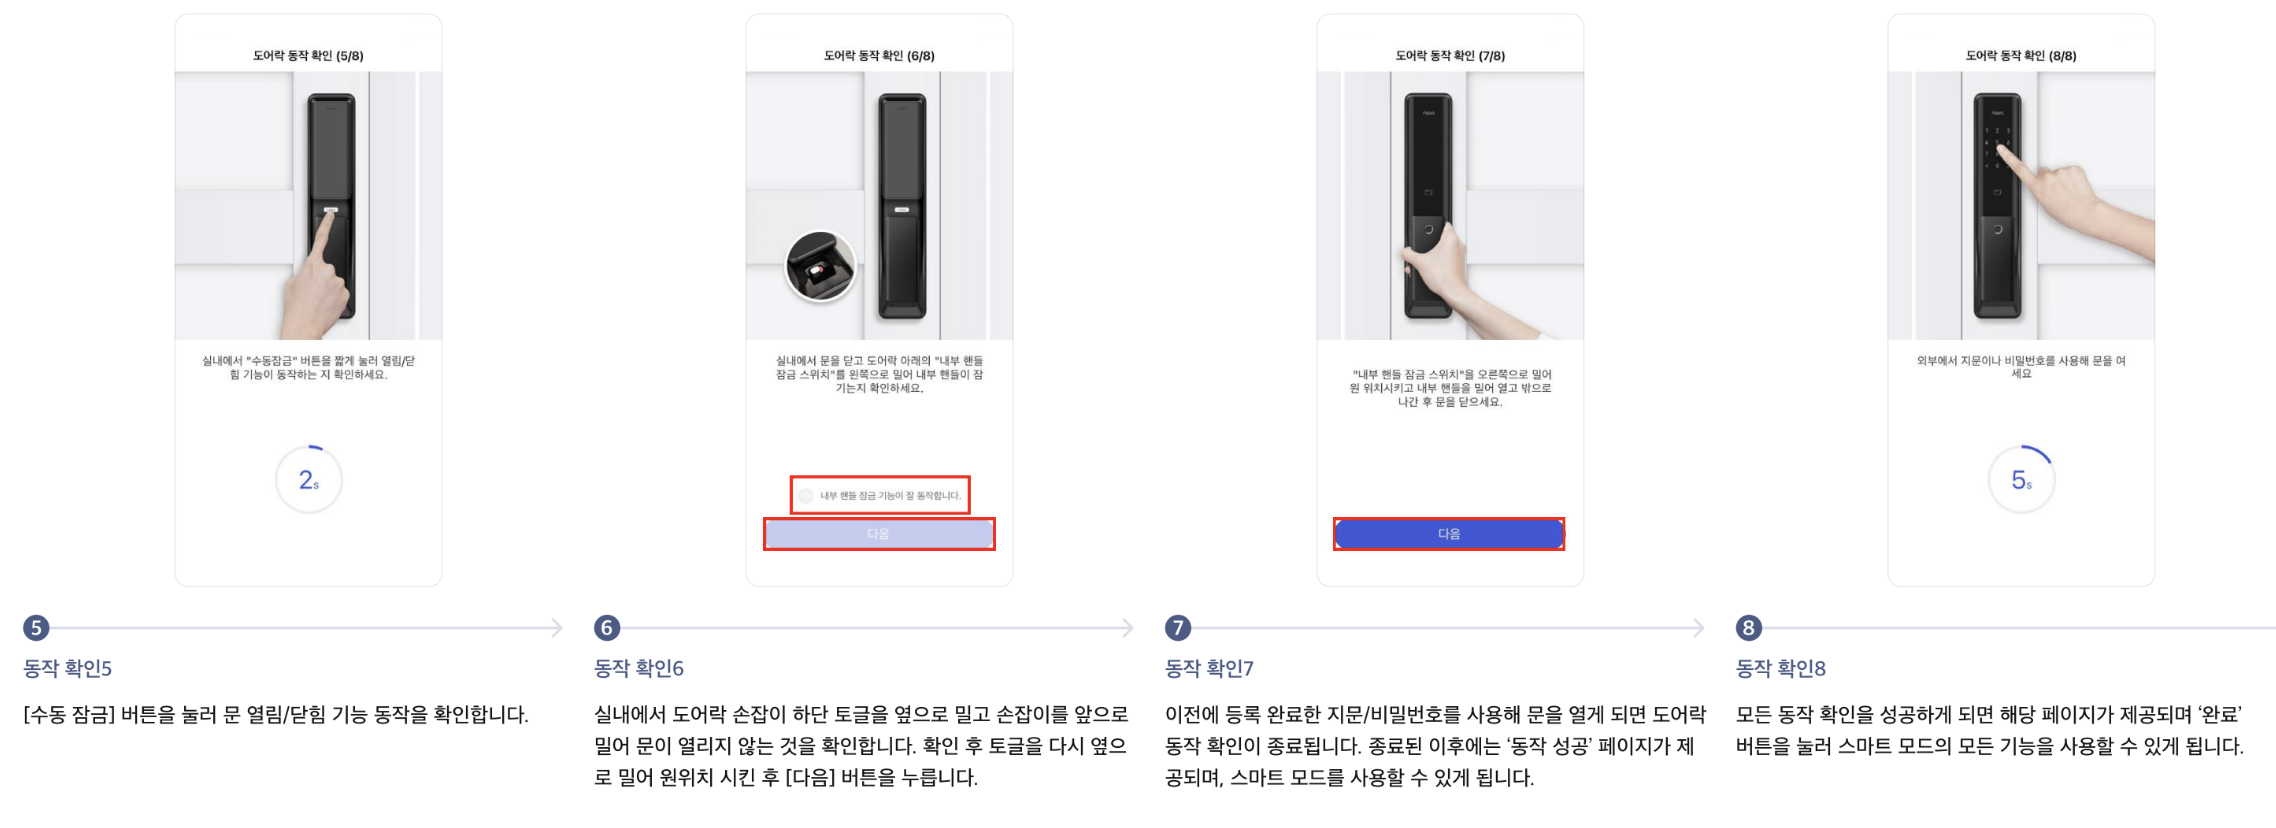 도어락 동작 확인 (5/8)
실내에서 "수동잠금" 버튼을 짧게 눌러 열림/닫
힘 기능이 동작하는 지 확인하세요.
2s
5
동작 확인5
[수동 잠금] 버튼을 눌러 문 열림/닫힘 기능 동작을 확인합니다.
도어락 동작 확인 (6/8)
실내에서 문을 닫고 도어락 아래의 "내부 핸들
잠금 스위치"를 왼쪽으로 밀어 내부 핸들이 잠
기는지 확인하세요.
내부 핸들 잠금 기능이 잘 동작합니다.
다음
6
동작 확인6
실내에서 도어락 손잡이 하단 토글을 옆으로 밀고 손잡이를 앞으로
밀어 문이 열리지 않는 것을 확인합니다. 확인 후 토글을 다시 옆으
로 밀어 원위치 시킨 후 [다음] 버튼을 누릅니다.
도어락 동작 확인 (7/8)
"내부 핸들 잠금 스위치"을 오른쪽으로 밀어
원 위치시키고 내부 핸들을 밀어 열고 밖으로
나간 후 문을 닫으세요.
다음
7
동작 확인7
이전에 등록 완료한 지문/비밀번호를 사용해 문을 열게 되면 도어락
동작 확인이 종료됩니다. 종료된 이후에는 ‘동작 성공’ 페이지가 제
공되며, 스마트 모드를 사용할 수 있게 됩니다.
도어락 동작 확인 (8/8)
1 2 3
외부에서 지문이나 비밀번호를 사용해 문을 여
세요
5s
8
동작 확인8
모든 동작 확인을 성공하게 되면 해당 페이지가 제공되며 ‘완료’
버튼을 눌러 스마트 모드의 모든 기능을 사용할 수 있게 됩니다.